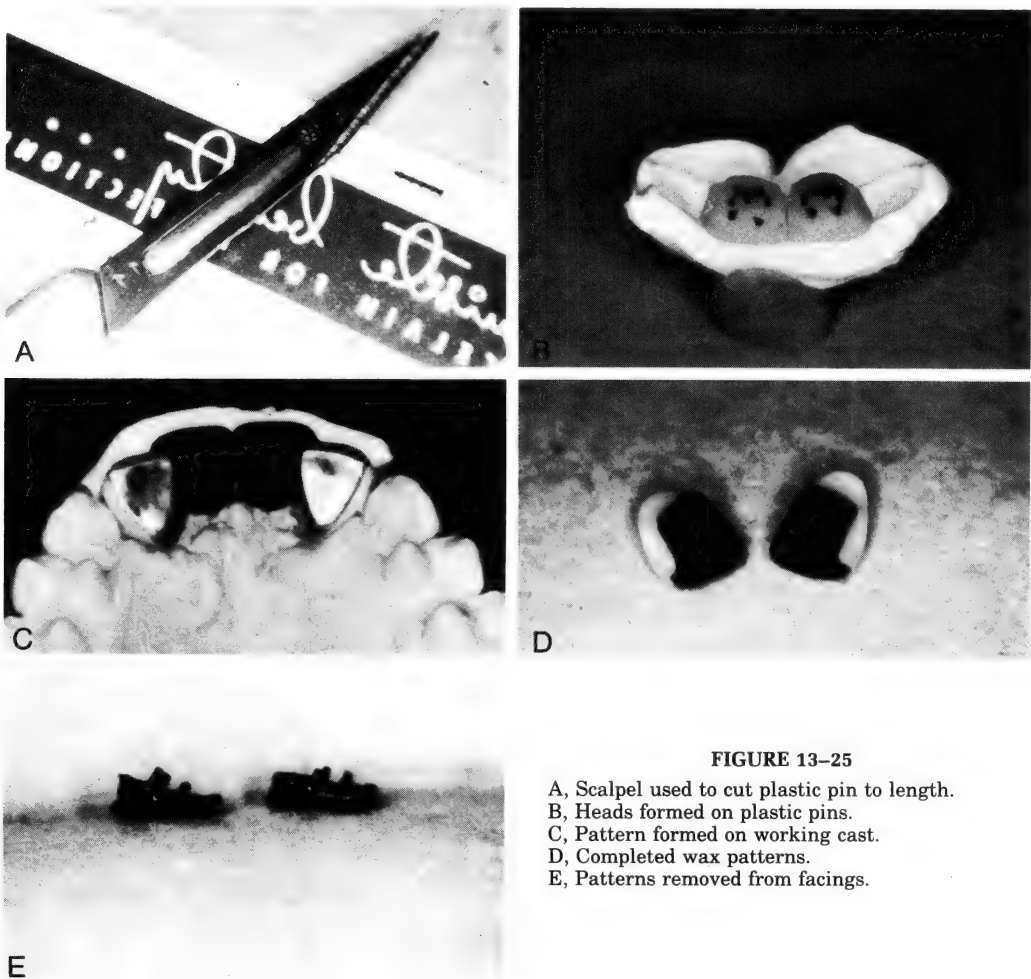 A
B
C
D
E
FIGURE 13–25
A, Scalpel used to cut plastic pin to length.
B, Heads formed on plastic pins.
C, Pattern formed on working cast.
D, Completed wax patterns.
E, Patterns removed from facings.